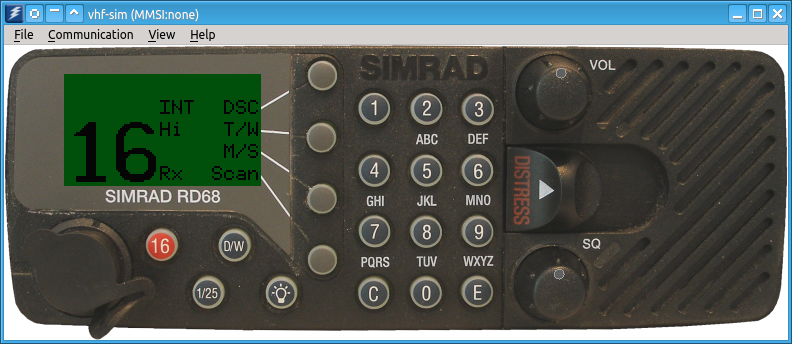 vhf-sim (MMSI:none)
File Communication View Help
SIMRAD
VOL
INT DSC
16 Hi T/W
M/S
Rx Scan
SIMRAD RD68
1 2 3
ABC DEF
4 5 6
GHI JKL MNO
7 8 9
PQRS TUV WXYZ
C 0 E
DISTRESS
SQ
16 D/W
1/25